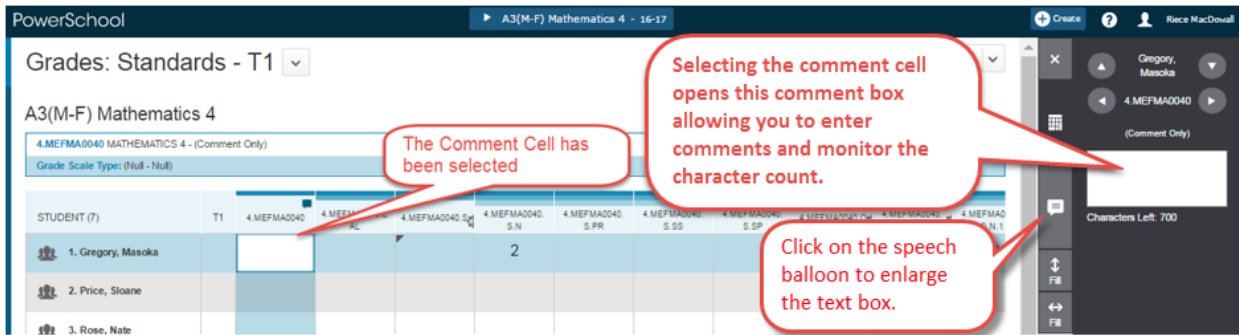 PowerSchool
A3(M-F) Mathematics 4 - 16-17
Create
Riece MacDowall
Grades: Standards - T1
A3(M-F) Mathematics 4
4.MEFMA0040 MATHEMATICS 4 - (Comment Only)
Grade Scale Type: (Null - Null)
The Comment Cell has
been selected
Selecting the comment cell
opens this comment box
allowing you to enter
comments and monitor the
character count.
Gregory,
Masoka
4.MEFMA0040
(Comment Only)
Characters Left: 700
STUDENT (7)
T1
4.MEFMA0040
AL
4.MEFMA0040.
S.N
4.MEFMA0040.
S.PR
4.MEFMA0040.
S.SS
4.MEFMA0040.
S.SP
1. Gregory, Masoka
2
2. Price, Sloane
3. Rose, Nate
Click on the speech
balloon to enlarge
the text box.
Fill
Fill